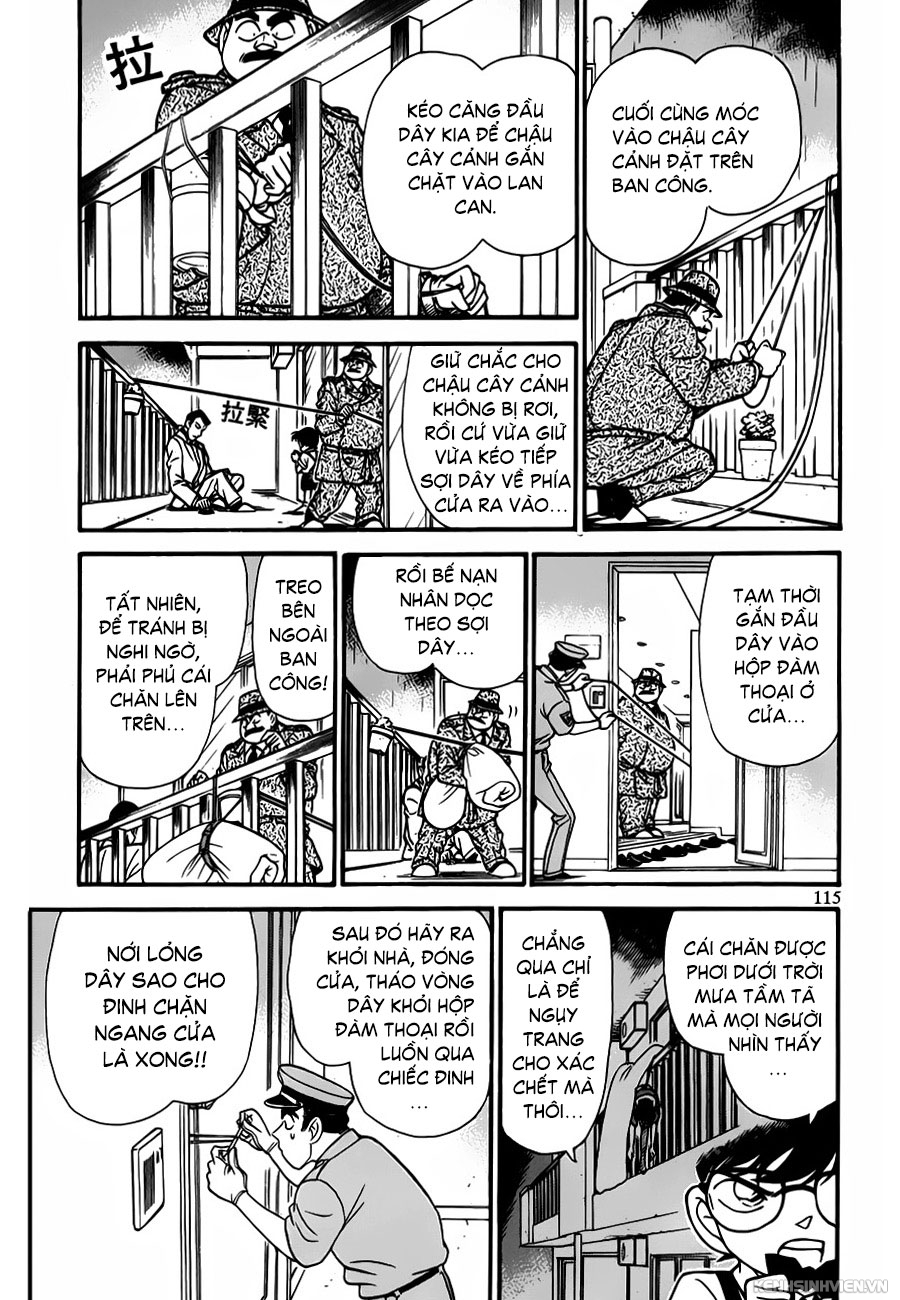 CUỐI CÙNG MÓC
VÀO CHẬU CÂY
CẢNH ĐẶT TRÊN
BAN CÔNG.
拉
KÉO CĂNG ĐẦU
DÂY KIA ĐỂ CHẬU
CÂY CẢNH GẮN
CHẶT VÀO LAN
CAN.
GIỮ CHẮC CHO
CHẬU CÂY CẢNH
KHÔNG BỊ RƠI,
RỒI CỨ VỪA GIỮ
VỪA KÉO TIẾP
SỢI DÂY VỀ PHÍA
CỬA RA VÀO...
拉緊
TẠM THỜI
GẮN ĐẦU
DÂY VÀO
HỘP ĐÀM
THOẠI Ở
CỬA...
RỒI BẾ NẠN
NHÂN DỌC
THEO SỢI
DÂY...
TREO
BÊN
NGOÀI
BAN
CÔNG!
TẤT NHIÊN,
ĐỂ TRÁNH BỊ
NGHI NGỜ,
PHẢI PHỦ CÁI
CHĂN LÊN
TRÊN...
115
CÁI CHĂN ĐƯỢC
PHƠI DƯỚI TRỜI
MƯA TẦM TÃ
MÀ MỌI NGƯỜI
NHÌN THẤY
...
CHẲNG
QUA CHỈ
LÀ ĐỂ
NGỤY
TRANG
CHO XÁC
CHẾT MÀ
THÔI...
SAU ĐÓ HÃY RA
KHỎI NHÀ, ĐÓNG
CỬA, THÁO VÒNG
DÂY KHỎI HỘP
ĐÀM THOẠI RỒI
LUỒN QUA
CHIẾC ĐINH
...
NỚI LỎNG
DÂY SAO CHO
ĐINH CHẶN
NGANG CỬA
LÀ XONG!!
KENHSINHVIEN.VN